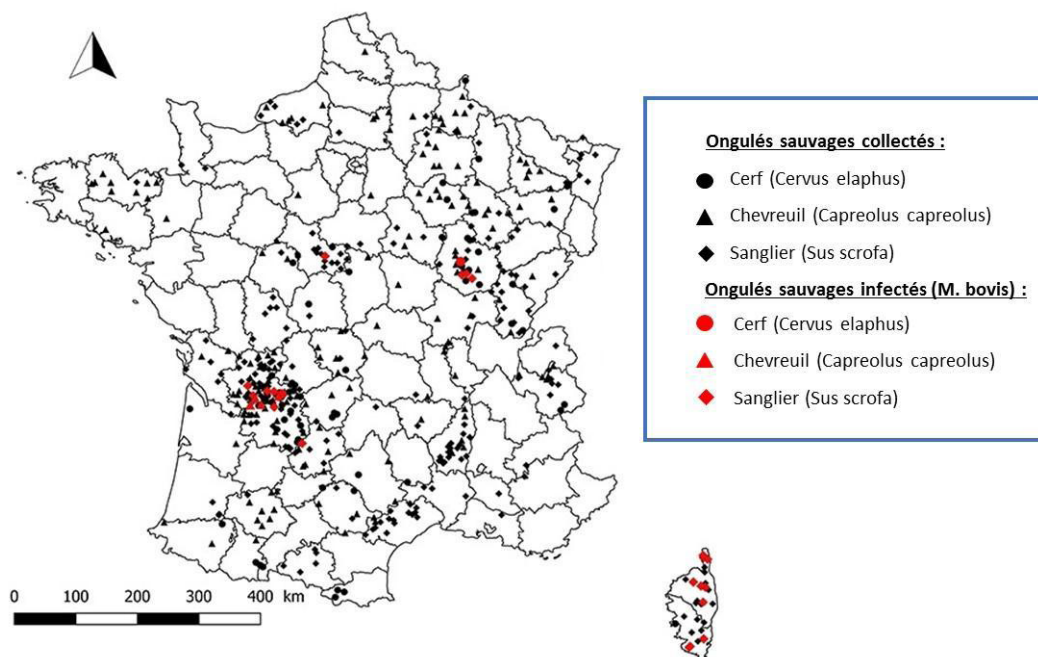 Ongulés sauvages collectés :
Cerf (Cervus elaphus)
Chevreuil (Capreolus capreolus)
Sanglier (Sus scrofa)
Ongulés sauvages infectés (M. bovis) :
Cerf (Cervus elaphus)
Chevreuil (Capreolus capreolus)
Sanglier (Sus scrofa)
0 100 200 300 400 km